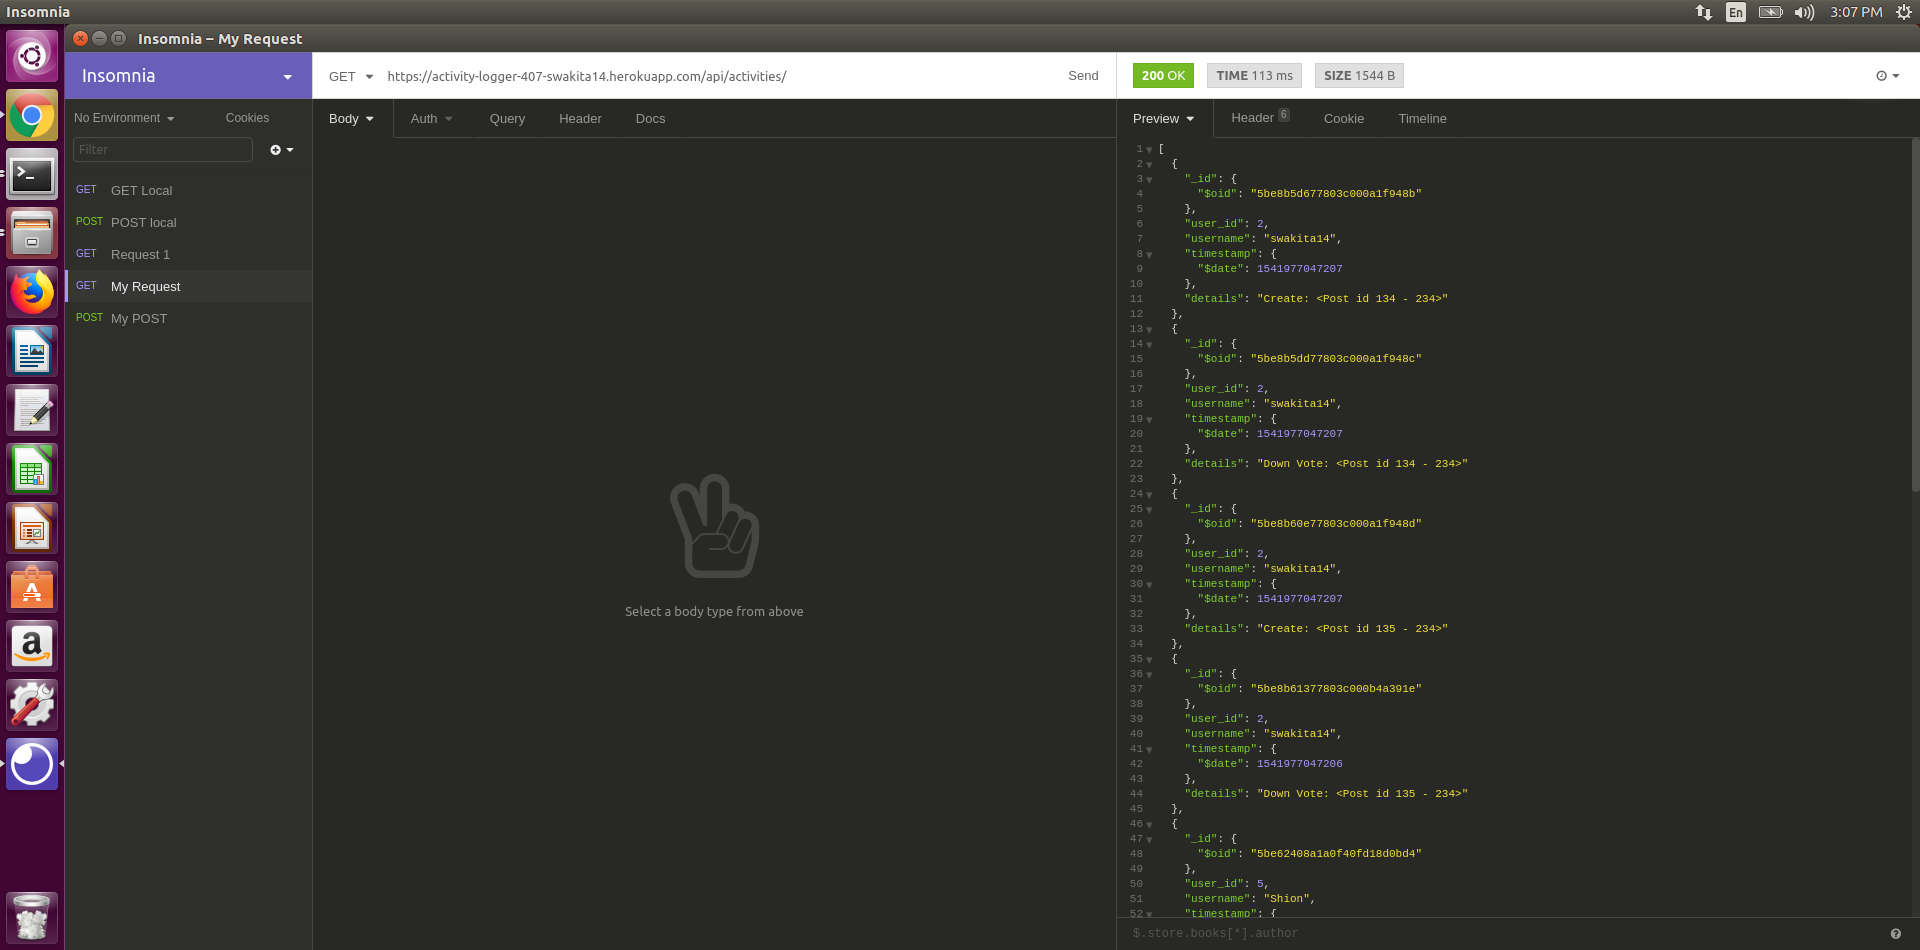 Insomnia
En
3:07 PM
Insomnia – My Request
Insomnia
GET
https://activity-logger-407-swakita14.herokuapp.com/api/activities/
Send
200 OK
TIME 113 ms
SIZE 1544 B
No Environment
Cookies
Filter
GET GET Local
POST POST local
GET Request 1
GET My Request
POST My POST
Body
Auth
Query
Header
Docs
Select a body type from above
Preview
Header 6
Cookie
Timeline
1 [
2 {
3 "_id": {
4 "$oid": "5be8b5d677803c000a1f948b"
5 },
6 "user_id": 2,
7 "username": "swakita14",
8 "timestamp": {
9 "$date": 1541977047207
10 },
11 "details": "Create: <Post id 134 - 234>"
12 },
13 {
14 "_id": {
15 "$oid": "5be8b5dd77803c000a1f948c"
16 },
17 "user_id": 2,
18 "username": "swakita14",
19 "timestamp": {
20 "$date": 1541977047207
21 },
22 "details": "Down Vote: <Post id 134 - 234>"
23 },
24 {
25 "_id": {
26 "$oid": "5be8b60e77803c000a1f948d"
27 },
28 "user_id": 2,
29 "username": "swakita14",
30 "timestamp": {
31 "$date": 1541977047207
32 },
33 "details": "Create: <Post id 135 - 234>"
34 },
35 {
36 "_id": {
37 "$oid": "5be8b61377803c000b4a391e"
38 },
39 "user_id": 2,
40 "username": "swakita14",
41 "timestamp": {
42 "$date": 1541977047206
43 },
44 "details": "Down Vote: <Post id 135 - 234>"
45 },
46 {
47 "_id": {
48 "$oid": "5be62408a1a0f40fd18d0bd4"
49 },
50 "user_id": 5,
51 "username": "Shion",
52 "timestamp": {
$.store.books[*].author